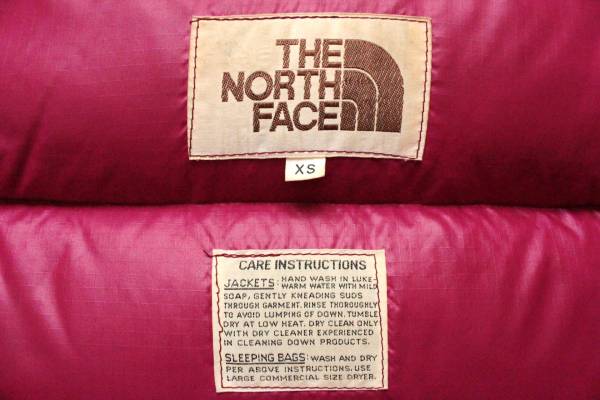 THE
NORTH
FACE
XS
CARE INSTRUCTIONS
JACKETS: HAND WASH IN LUKE-
WARM WATER WITH MILD
SOAP, GENTLY KNEADING SUDS
THROUGH GARMENT. RINSE THOROUGHLY
TO AVOID LUMPING OF DOWN. TUMBLE
DRY AT LOW HEAT. DRY CLEAN ONLY
WITH DRY CLEANER EXPERIENCED
IN CLEANING DOWN PRODUCTS.
SLEEPING BAGS: WASH AND DRY
PER ABOVE INSTRUCTIONS. USE
LARGE COMMERCIAL SIZE DRYER.